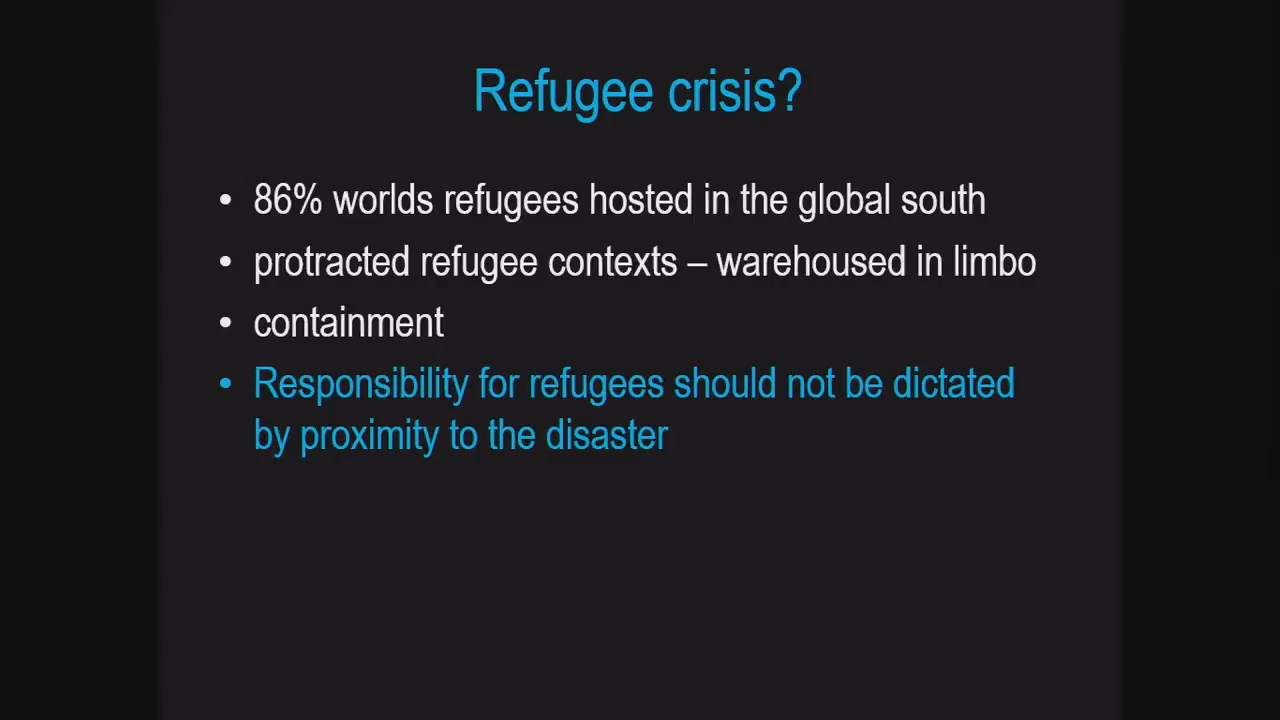 Refugee crisis?
• 86% worlds refugees hosted in the global south
• protracted refugee contexts – warehoused in limbo
• containment
• Responsibility for refugees should not be dictated
by proximity to the disaster